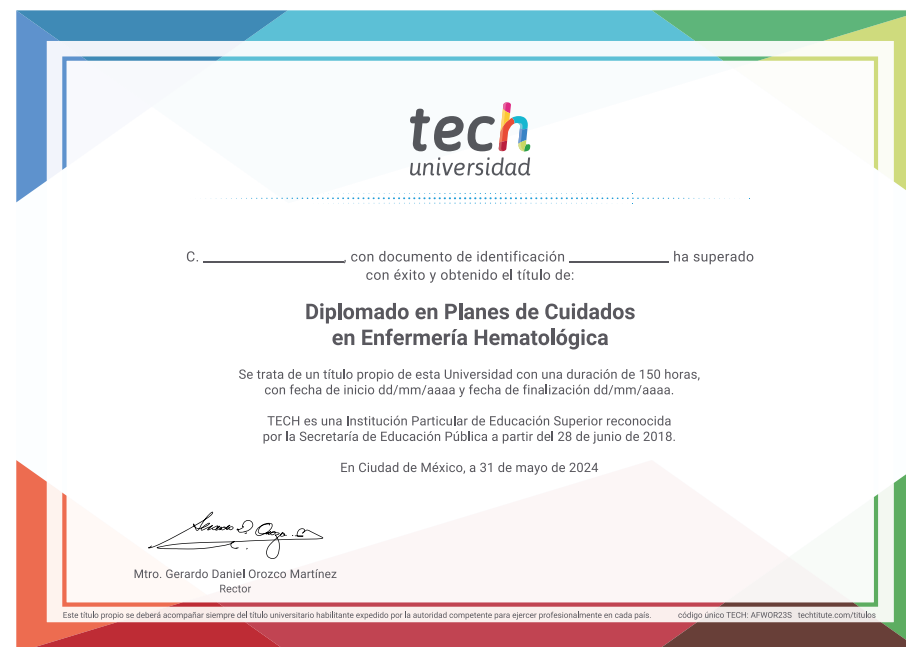 tech
universidad
C. ____________________, con documento de identificación ______________ ha superado
con éxito y obtenido el título de:
Diplomado en Planes de Cuidados
en Enfermería Hematológica
Se trata de un título propio de esta Universidad con una duración de 150 horas,
con fecha de inicio dd/mm/aaaa y fecha de finalización dd/mm/aaaa.
TECH es una Institución Particular de Educación Superior reconocida
por la Secretaría de Educación Pública a partir del 28 de junio de 2018.
En Ciudad de México, a 31 de mayo de 2024
Mtro. Gerardo Daniel Orozco Martínez
Rector
Este título propio se deberá acompañar siempre del título universitario habilitante expedido por la autoridad competente para ejercer profesionalmente en cada país. código único TECH: AFWOR23S techtitute.com/titulos